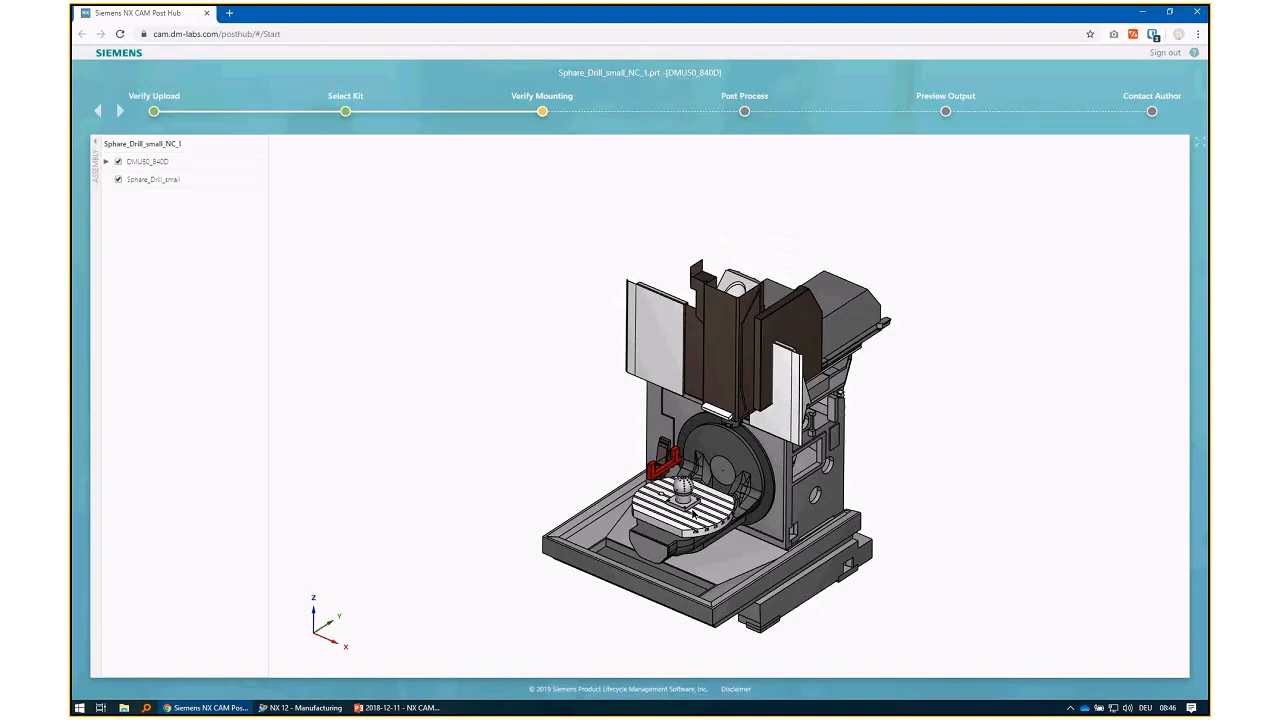 Siemens NX CAM Post Hub
cam.dm-labs.com/posthub/#/Start
SIEMENS
Sign out
Sphare_Drill_small_NC_1.prt -[DMU50_840D]
Verify Upload
Select Kit
Verify Mounting
Post Process
Preview Output
Contact Author
ASSEMBLY
Sphare_Drill_small_NC_1
DMU50_840D
Sphare_Drill_small
Z
Y
X
© 2019 Siemens Product Lifecycle Management Software, Inc. Disclaimer
Siemens NX CAM Pos...
NX 12 - Manufacturing
2018-12-11 - NX CAM...
DEU
08:46